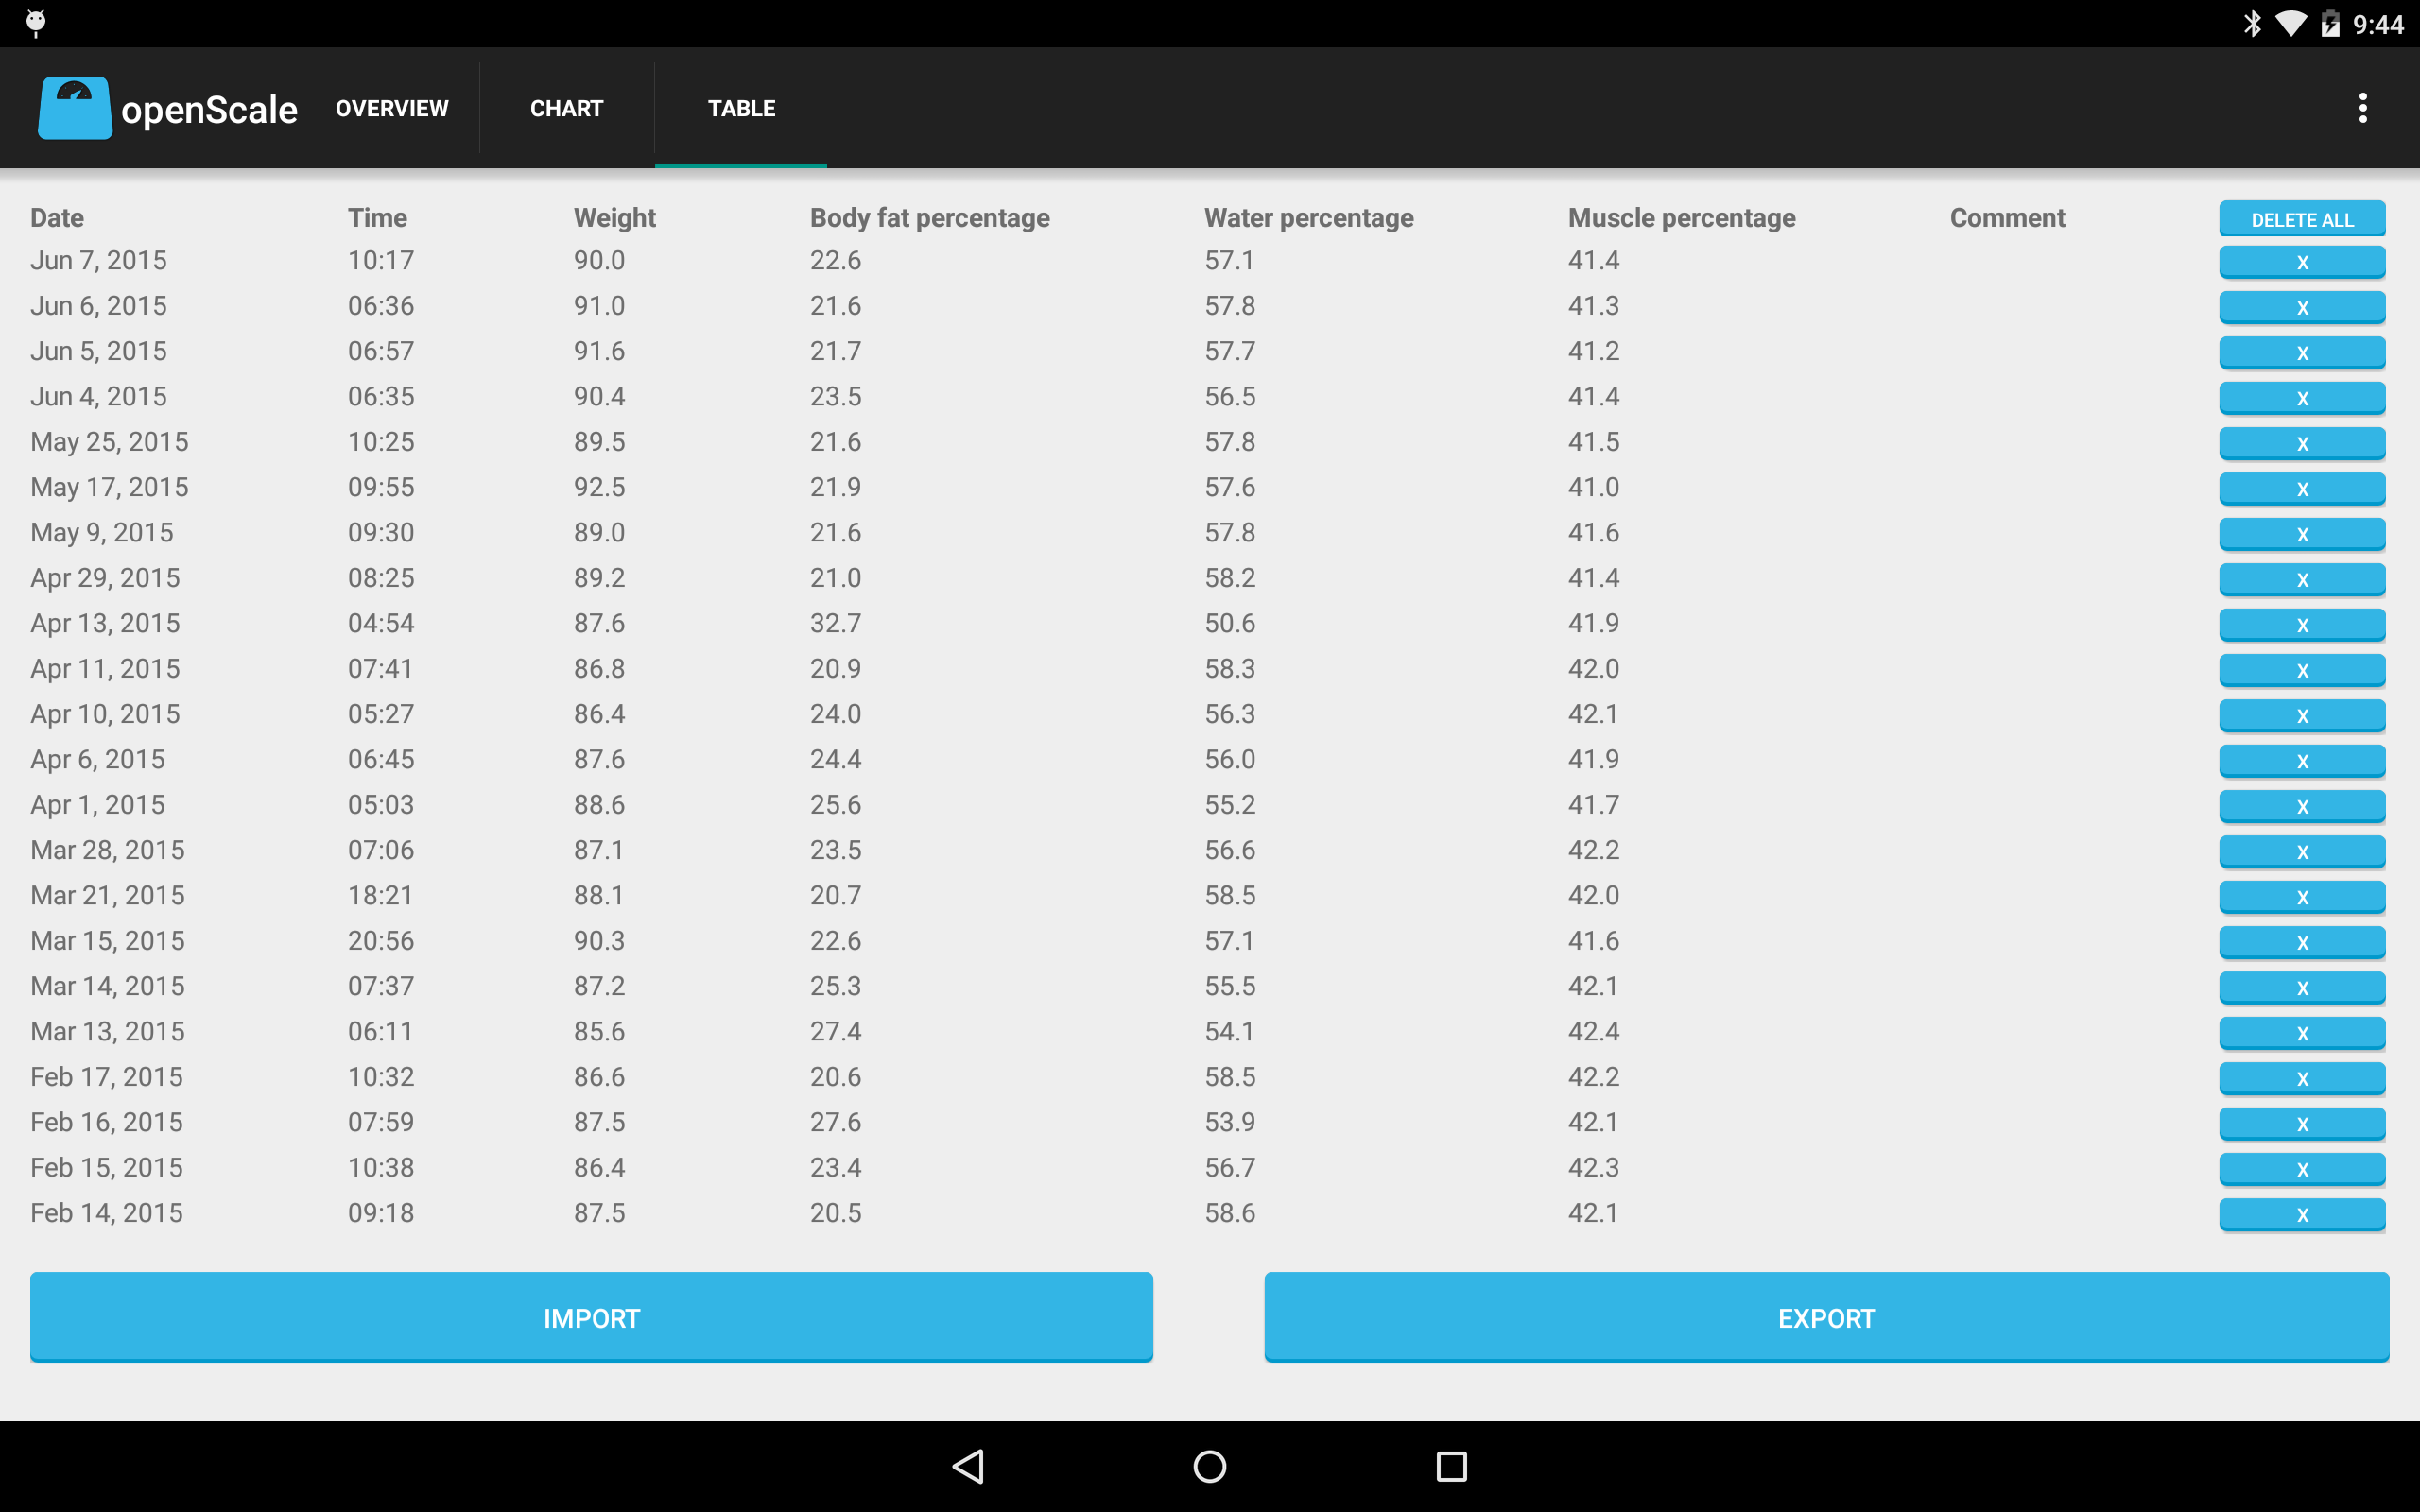 9:44
openScale OVERVIEW CHART TABLE
Date Time Weight Body fat percentage Water percentage Muscle percentage Comment DELETE ALL
Jun 7, 2015 10:17 90.0 22.6 57.1 41.4 X
Jun 6, 2015 06:36 91.0 21.6 57.8 41.3 X
Jun 5, 2015 06:57 91.6 21.7 57.7 41.2 X
Jun 4, 2015 06:35 90.4 23.5 56.5 41.4 X
May 25, 2015 10:25 89.5 21.6 57.8 41.5 X
May 17, 2015 09:55 92.5 21.9 57.6 41.0 X
May 9, 2015 09:30 89.0 21.6 57.8 41.6 X
Apr 29, 2015 08:25 89.2 21.0 58.2 41.4 X
Apr 13, 2015 04:54 87.6 32.7 50.6 41.9 X
Apr 11, 2015 07:41 86.8 20.9 58.3 42.0 X
Apr 10, 2015 05:27 86.4 24.0 56.3 42.1 X
Apr 6, 2015 06:45 87.6 24.4 56.0 41.9 X
Apr 1, 2015 05:03 88.6 25.6 55.2 41.7 X
Mar 28, 2015 07:06 87.1 23.5 56.6 42.2 X
Mar 21, 2015 18:21 88.1 20.7 58.5 42.0 X
Mar 15, 2015 20:56 90.3 22.6 57.1 41.6 X
Mar 14, 2015 07:37 87.2 25.3 55.5 42.1 X
Mar 13, 2015 06:11 85.6 27.4 54.1 42.4 X
Feb 17, 2015 10:32 86.6 20.6 58.5 42.2 X
Feb 16, 2015 07:59 87.5 27.6 53.9 42.1 X
Feb 15, 2015 10:38 86.4 23.4 56.7 42.3 X
Feb 14, 2015 09:18 87.5 20.5 58.6 42.1 X
IMPORT EXPORT